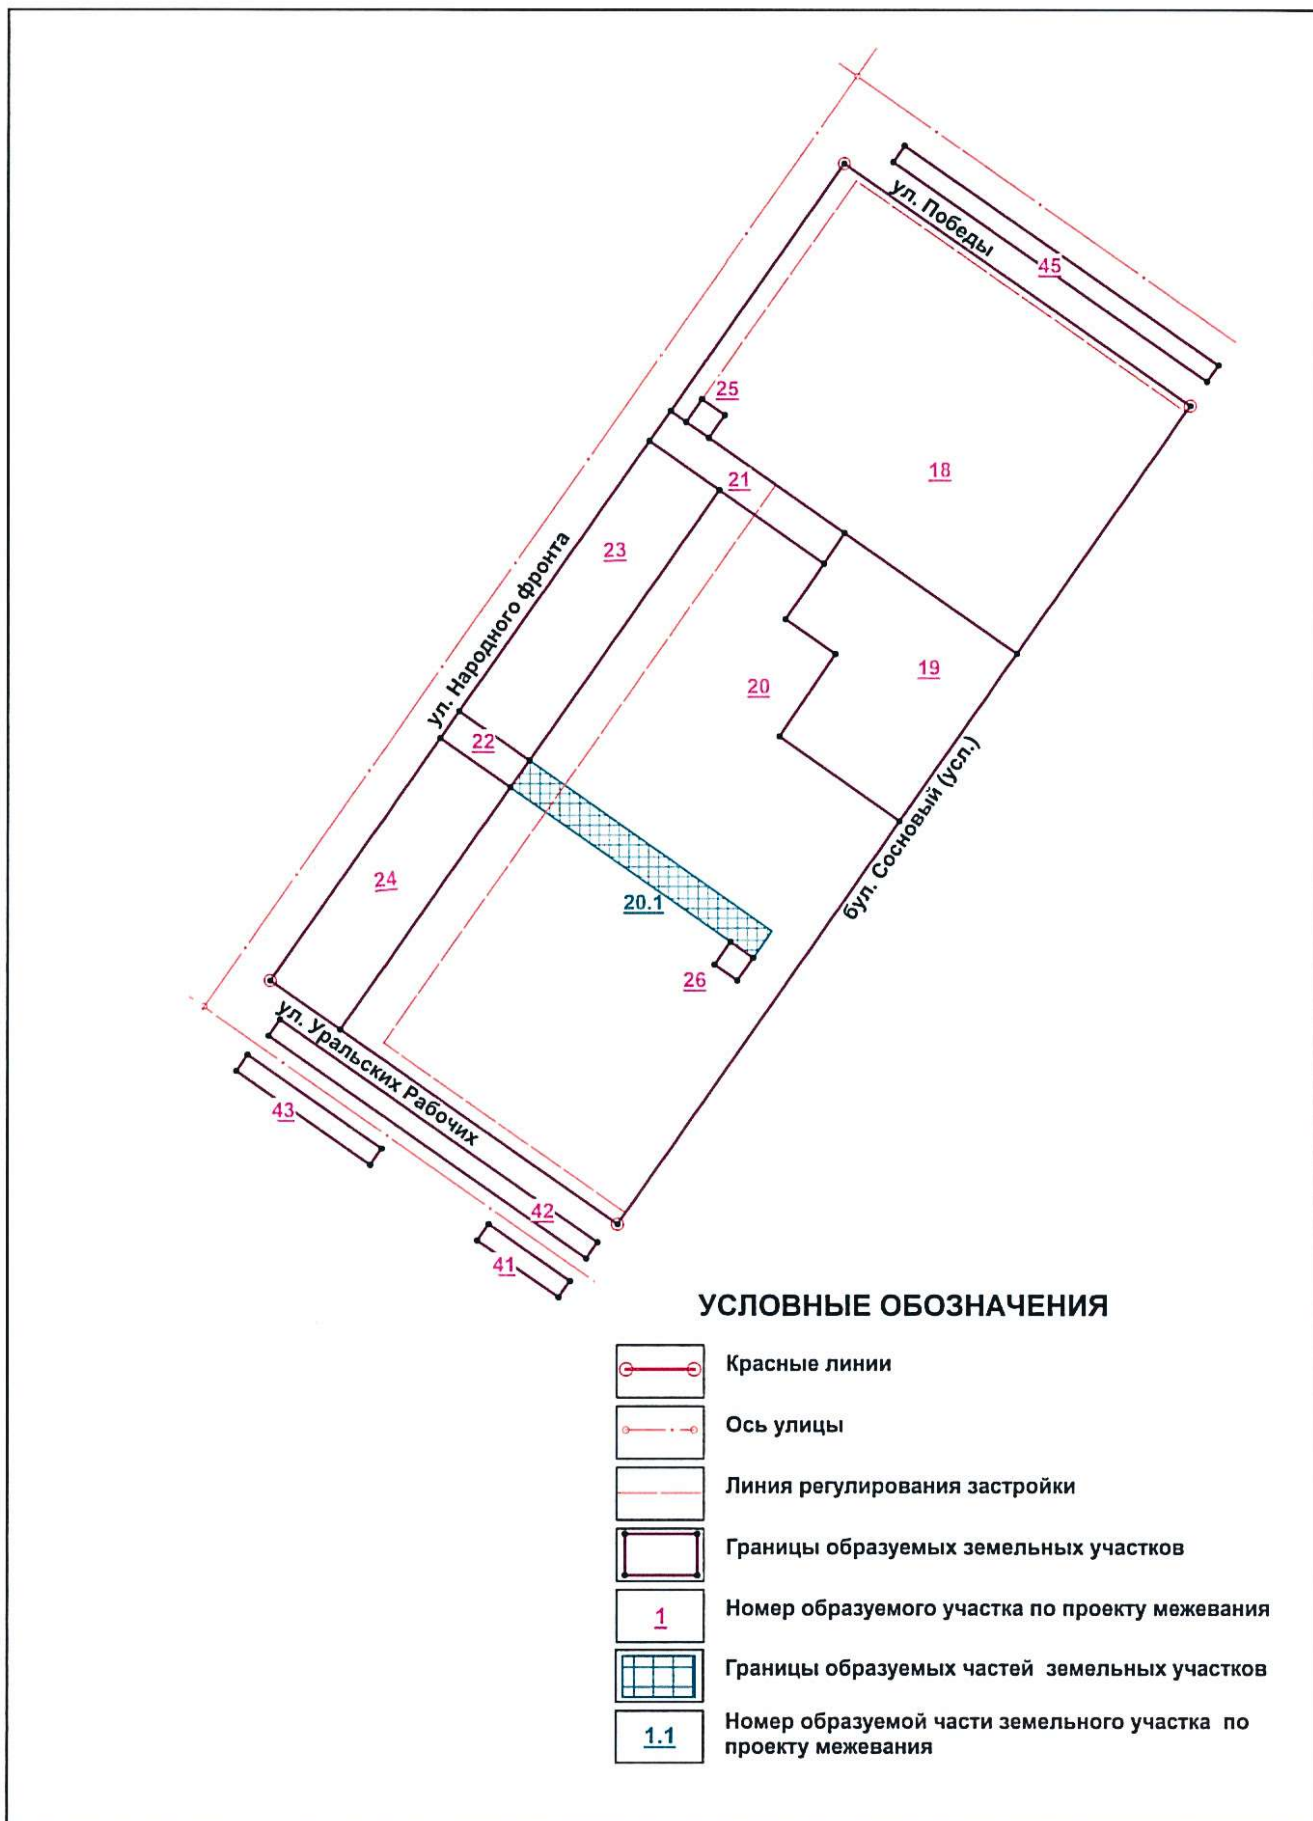 ул. Победы
45
25
18
21
23
ул. Народного фронта
19
20
22
бул. Сосновый (усл.)
24
20.1
26
ул. Уральских Рабочих
43
42
41
УСЛОВНЫЕ ОБОЗНАЧЕНИЯ
Красные линии
Ось улицы
Линия регулирования застройки
Границы образуемых земельных участков
1
Номер образуемого участка по проекту межевания
Границы образуемых частей земельных участков
1.1
Номер образуемой части земельного участка по
проекту межевания